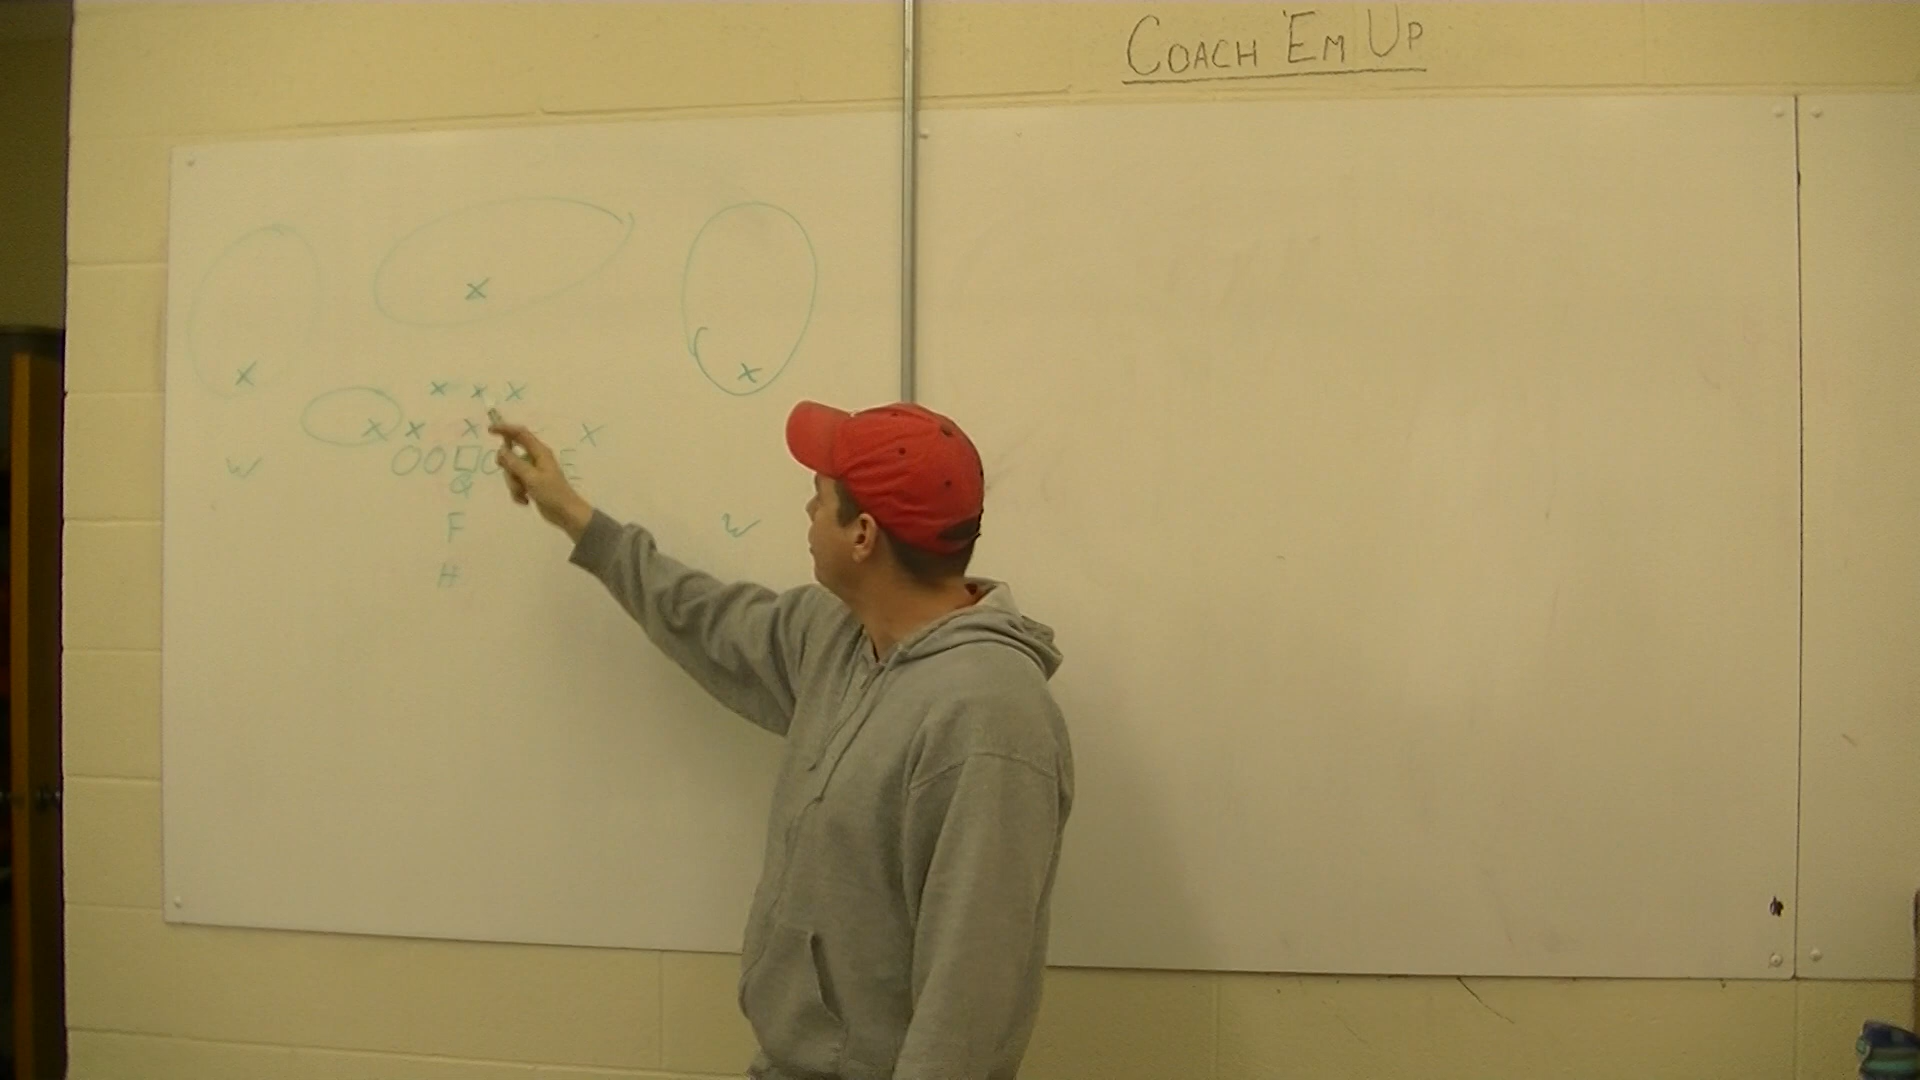 COACH 'EM UP
X
X X
X X X
X X X X
W O O O E
Q
F W
H